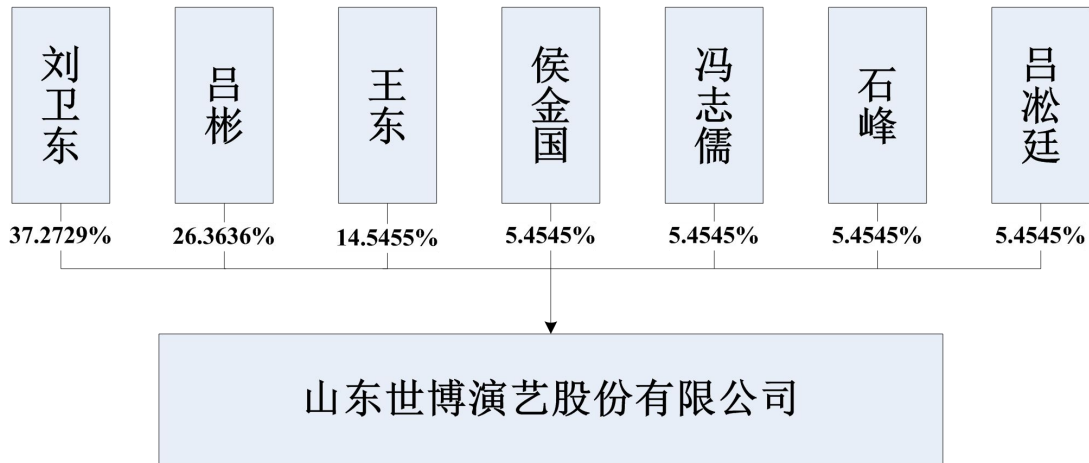 刘卫东
吕彬
王东
侯金国
冯志儒
石峰
吕凇廷
37.2729%
26.3636%
14.5455%
5.4545%
5.4545%
5.4545%
5.4545%
山东世博演艺股份有限公司